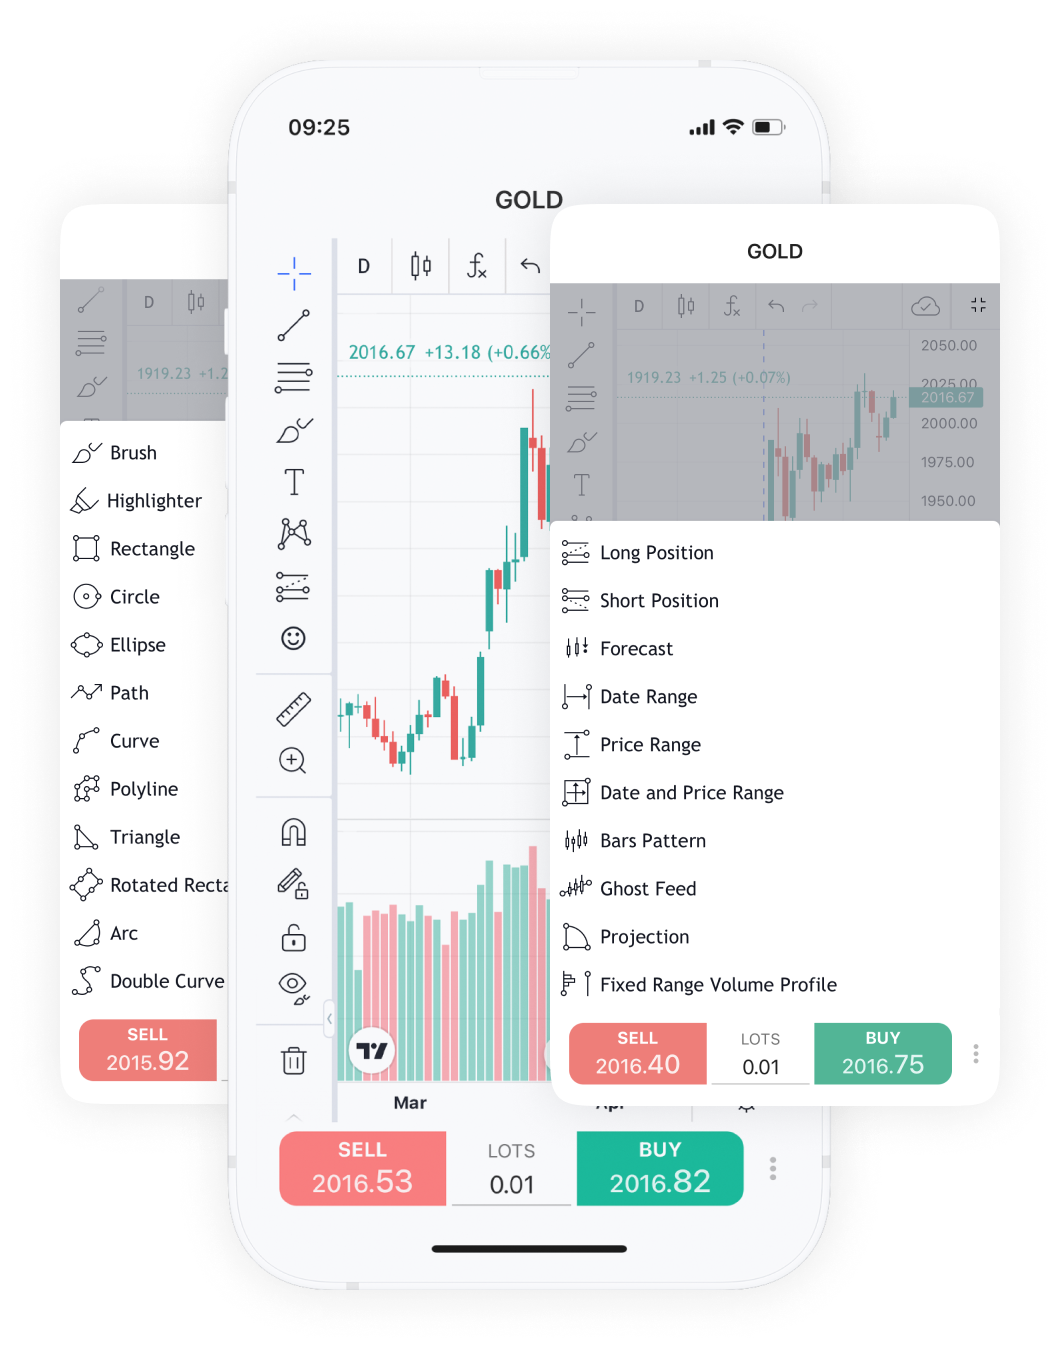 09:25
GOLD
D
2016.67 +13.18 (+0.66%
T
Mar
SELL
2016.53
LOTS
0.01
BUY
2016.82
D
1919.23 +1.2
Brush
Highlighter
Rectangle
Circle
Ellipse
Path
Curve
Polyline
Triangle
Rotated Recta
Arc
Double Curve
SELL
2015.92
GOLD
D
1919.23 +1.25 (+0.07%)
T
2050.00
2025.00
2016.67
2000.00
1975.00
1950.00
Long Position
Short Position
Forecast
Date Range
Price Range
Date and Price Range
Bars Pattern
Ghost Feed
Projection
Fixed Range Volume Profile
SELL
2016.40
LOTS
0.01
BUY
2016.75